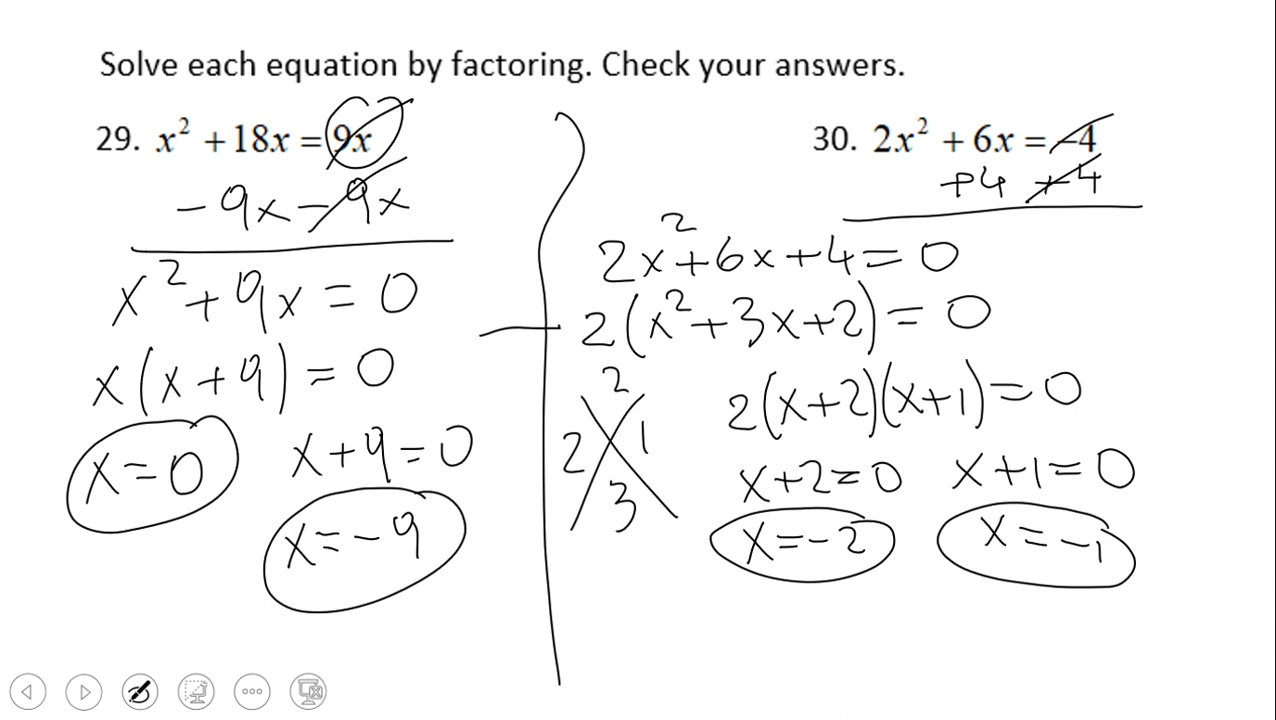 Solve each equation by factoring. Check your answers.
29. x² + 18x = 9x
- 9x - 9x
x² + 9x = 0
x(x + 9) = 0
x = 0
x + 9 = 0
x = -9
30. 2x² + 6x = -4
+4 +4
2x² + 6x + 4 = 0
2(x² + 3x + 2) = 0
2
2 1
3
2(x+2)(x+1) = 0
x+2=0 x+1=0
x=-2 x=-1